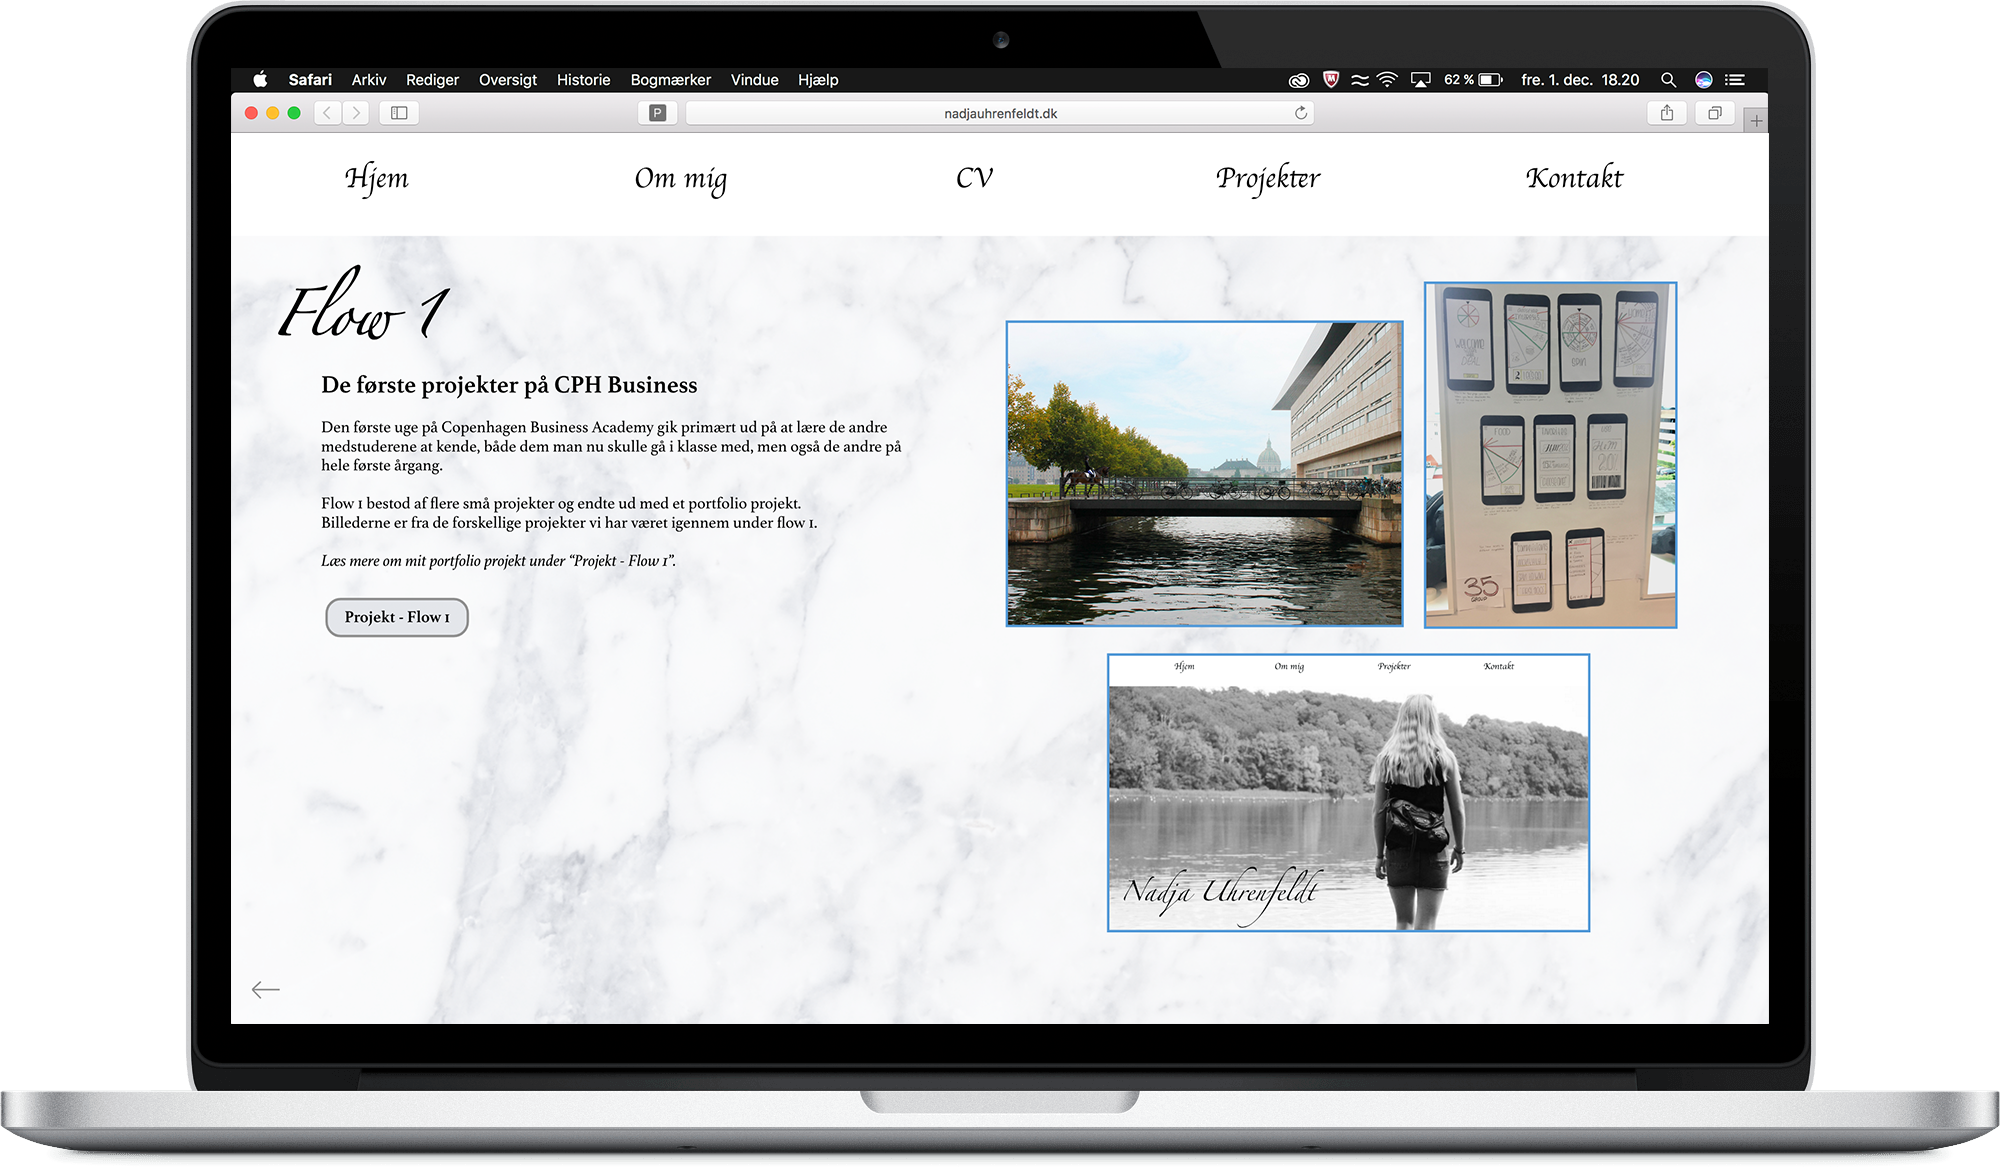 Safari Arkiv Rediger Oversigt Historie Bogmærker Vindue Hjælp 62 % fre. 1. dec. 18.20
P nadjauhrenfeldt.dk
Hjem Om mig CV Projekter Kontakt
Flow 1
De første projekter på CPH Business
Den første uge på Copenhagen Business Academy gik primært ud på at lære de andre
medstuderene at kende, både dem man nu skulle gå i klasse med, men også de andre på
hele første årgang.
Flow 1 bestod af flere små projekter og endte ud med et portfolio projekt.
Billederne er fra de forskellige projekter vi har været igennem under flow 1.
Læs mere om mit portfolio projekt under “Projekt - Flow 1”.
Projekt - Flow 1
WELCOME
OPEN
FOOD
35
GROUP
Hjem Om mig Projekter Kontakt
Nadja Uhrenfeldt